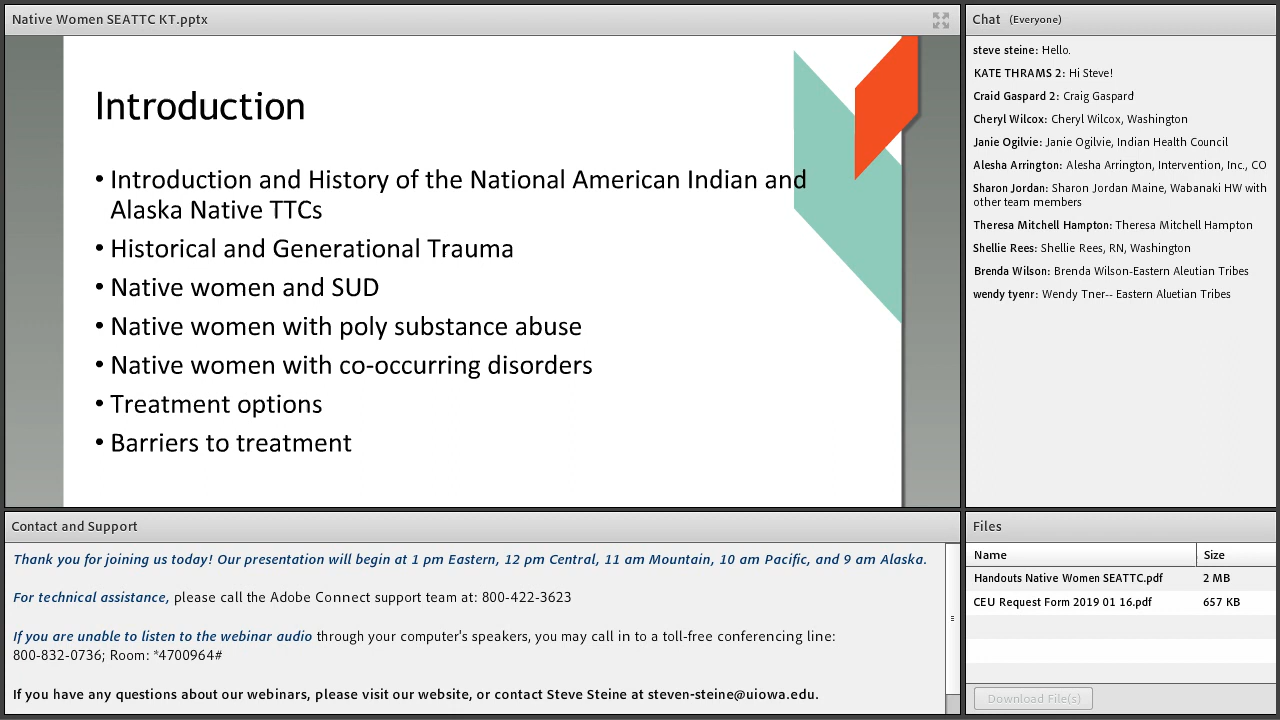 Native Women SEATTC KT.pptx
Introduction
• Introduction and History of the National American Indian and
Alaska Native TTCs
• Historical and Generational Trauma
• Native women and SUD
• Native women with poly substance abuse
• Native women with co-occurring disorders
• Treatment options
• Barriers to treatment
Chat (Everyone)
steve steine: Hello.
KATE THRAMS 2: Hi Steve!
Craid Gaspard 2: Craig Gaspard
Cheryl Wilcox: Cheryl Wilcox, Washington
Janie Ogilvie: Janie Ogilvie, Indian Health Council
Alesha Arrington: Alesha Arrington, Intervention, Inc., CO
Sharon Jordan: Sharon Jordan Maine, Wabanaki HW with
other team members
Theresa Mitchell Hampton: Theresa Mitchell Hampton
Shellie Rees: Shellie Rees, RN, Washington
Brenda Wilson: Brenda Wilson-Eastern Aleutian Tribes
wendy tyenr: Wendy Tner-- Eastern Aluetian Tribes
Contact and Support
Thank you for joining us today! Our presentation will begin at 1 pm Eastern, 12 pm Central, 11 am Mountain, 10 am Pacific, and 9 am Alaska.
For technical assistance, please call the Adobe Connect support team at: 800-422-3623
If you are unable to listen to the webinar audio through your computer's speakers, you may call in to a toll-free conferencing line:
800-832-0736; Room: *4700964#
If you have any questions about our webinars, please visit our website, or contact Steve Steine at steven-steine@uiowa.edu.
Files
Name Size
Handouts Native Women SEATTC.pdf 2 MB
CEU Request Form 2019 01 16.pdf 657 KB
Download File(s)